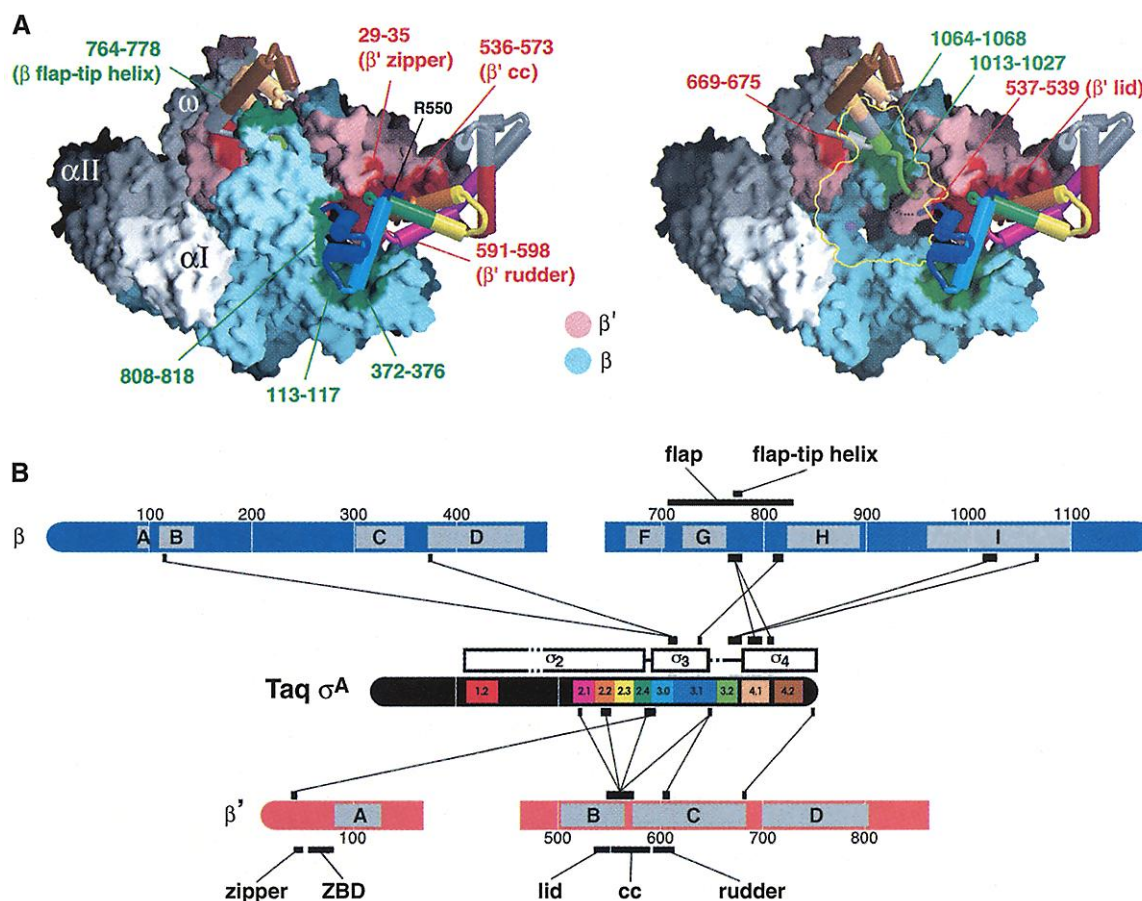 A
764-778
(β flap-tip helix)
29-35
(β' zipper)
536-573
(β' cc)
R550
ω
αII
αI
591-598
(β' rudder)
808-818
113-117
372-376
β'
β
1064-1068
1013-1027
669-675
537-539 (β' lid)
B
flap
flap-tip helix
100 200 300 400 700 800 900 1000 1100
β
A B C D F G H I
σ2 σ3 σ4
Taq σA
1.2 2.1 2.2 2.3 2.4 3.0 3.1 3.2 4.1 4.2
β'
A B C D
100 500 600 700 800
zipper ZBD lid cc rudder